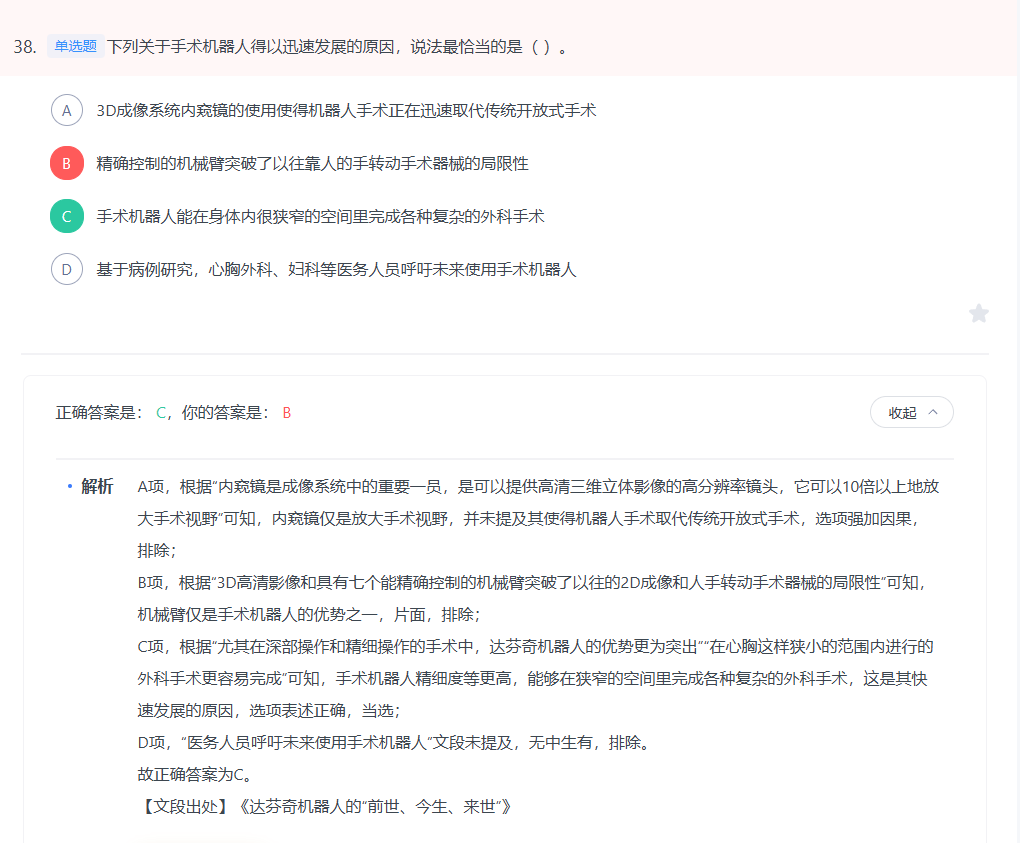 38. 单选题 下列关于手术机器人得以迅速发展的原因，说法最恰当的是（ ）。
A 3D成像系统内窥镜的使用使得机器人手术正在迅速取代传统开放式手术
B 精确控制的机械臂突破了以往靠人的手转动手术器械的局限性
C 手术机器人能在身体内很狭窄的空间里完成各种复杂的外科手术
D 基于病例研究，心胸外科、妇科等医务人员呼吁未来使用手术机器人
正确答案是： C，你的答案是： B
收起
解析 A项，根据“内窥镜是成像系统中的重要一员，是可以提供高清三维立体影像的高分辨率镜头，它可以10倍以上地放
大手术视野”可知，内窥镜仅是放大手术视野，并未提及其使得机器人手术取代传统开放式手术，选项强加因果，
排除；
B项，根据“3D高清影像和具有七个能精确控制的机械臂突破了以往的2D成像和人手转动手术器械的局限性”可知，
机械臂仅是手术机器人的优势之一，片面，排除；
C项，根据“尤其在深部操作和精细操作的手术中，达芬奇机器人的优势更为突出”“在心胸这样狭小的范围内进行的
外科手术更容易完成”可知，手术机器人精细度等更高，能够在狭窄的空间里完成各种复杂的外科手术，这是其快
速发展的原因，选项表述正确，当选；
D项，“医务人员呼吁未来使用手术机器人”文段未提及，无中生有，排除。
故正确答案为C。
【文段出处】《达芬奇机器人的“前世、今生、来世”》